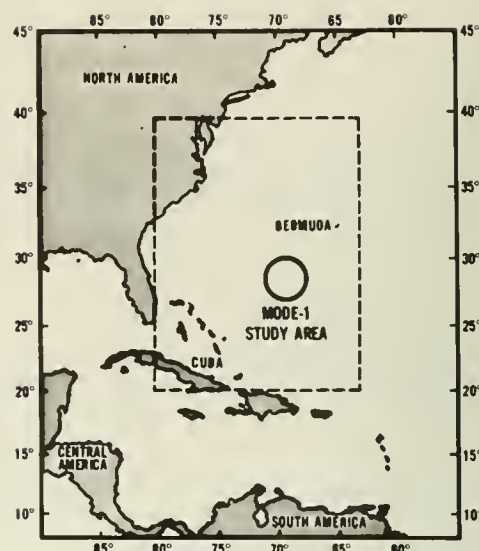 85° 80° 75° 70° 65 80°
45° 45°
NORTH AMERICA
40° 40°
35° 35°
BERMUDA
30° 30°
MODE-1
STUDY AREA
25° 25°
CUBA
20° 20°
15° 15°
CENTRAL
AMERICA
10° 10°
SOUTH AMERICA
85° 80° 75° 70° 65° 60°